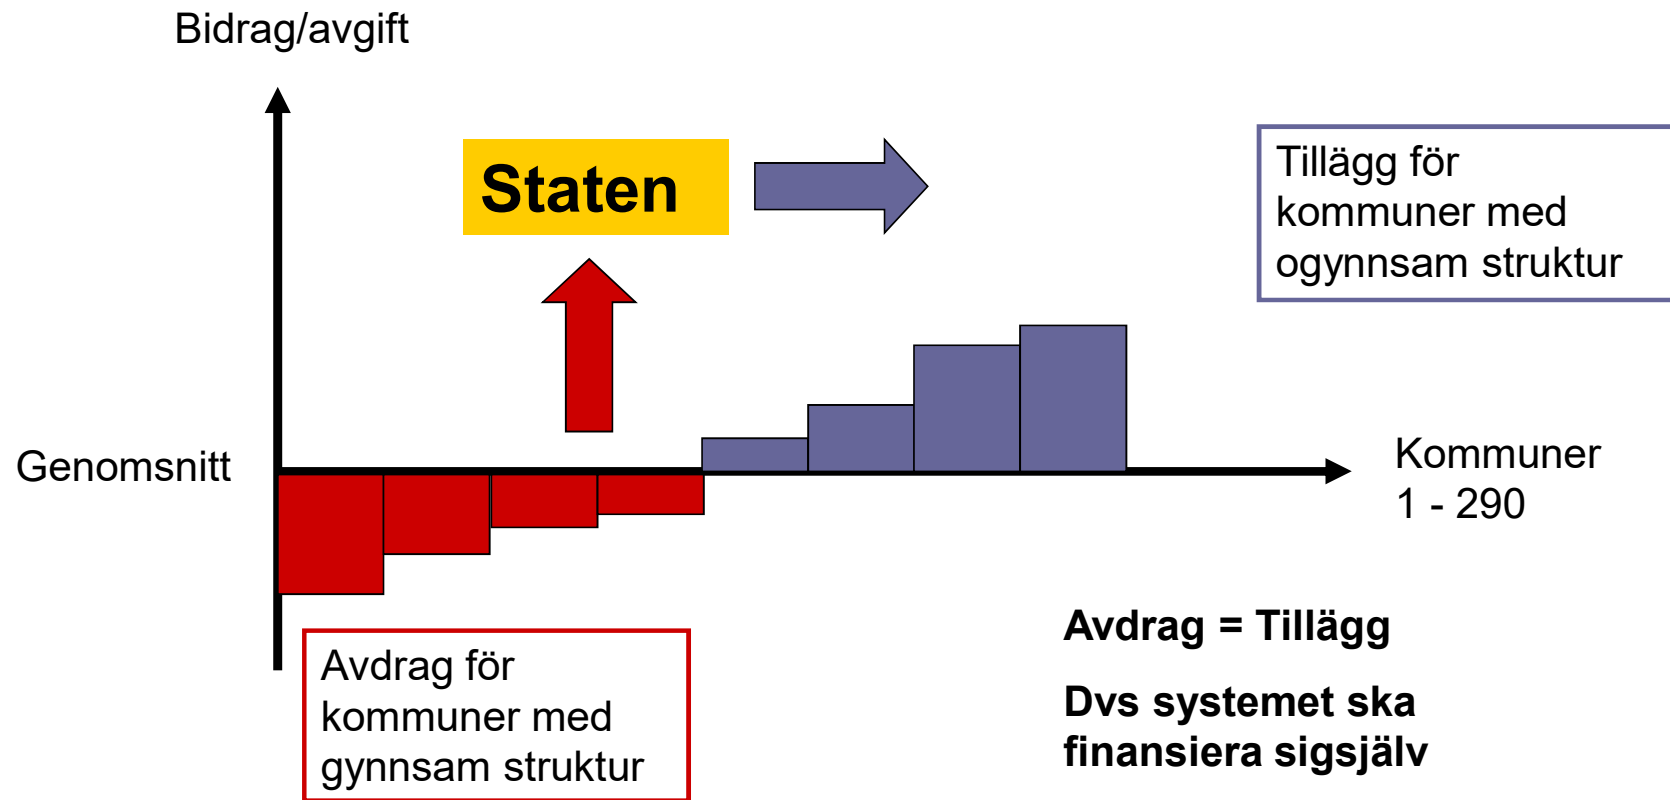 Bidrag/avgift
Staten
Tillägg för
kommuner med
ogynnsam struktur
Genomsnitt
Kommuner
1 - 290
Avdrag för
kommuner med
gynnsam struktur
Avdrag = Tillägg
Dvs systemet ska
finansiera sigsjälv